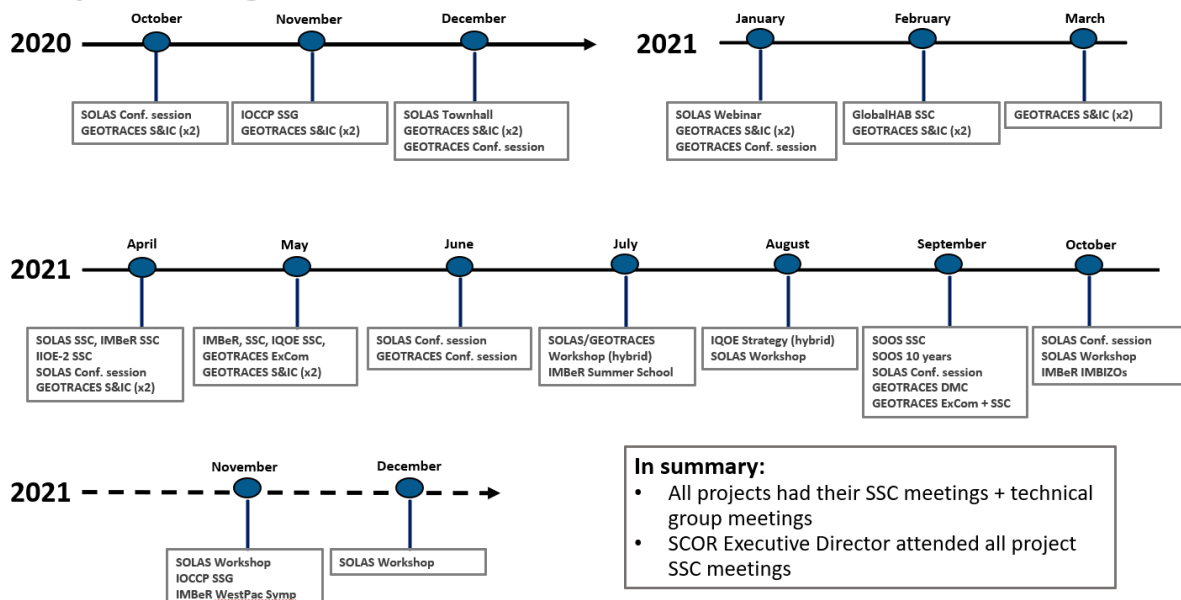 2020
October
November
December
SOLAS Conf. session
GEOTRACES S&IC (x2)
IOCCP SSG
GEOTRACES S&IC (x2)
SOLAS Townhall
GEOTRACES S&IC (x2)
GEOTRACES Conf. session
2021
January
February
March
SOLAS Webinar
GEOTRACES S&IC (x2)
GEOTRACES Conf. session
GlobalHAB SSC
GEOTRACES S&IC (x2)
GEOTRACES S&IC (x2)
2021
April
May
June
July
August
September
October
SOLAS SSC, IMBeR SSC
IIOE-2 SSC
SOLAS Conf. session
GEOTRACES S&IC (x2)
IMBeR, SSC, IQOE SSC,
GEOTRACES ExCom
GEOTRACES S&IC (x2)
SOLAS Conf. session
GEOTRACES Conf. session
SOLAS/GEOTRACES
Workshop (hybrid)
IMBeR Summer School
IQOE Strategy (hybrid)
SOLAS Workshop
SOOS SSC
SOOS 10 years
SOLAS Conf. session
GEOTRACES DMC
GEOTRACES ExCom + SSC
SOLAS Conf. session
SOLAS Workshop
IMBeR IMBIZOs
2021
November
December
SOLAS Workshop
IOCCP SSG
IMBeR WestPac Symp
SOLAS Workshop
In summary:
• All projects had their SSC meetings + technical
group meetings
• SCOR Executive Director attended all project
SSC meetings